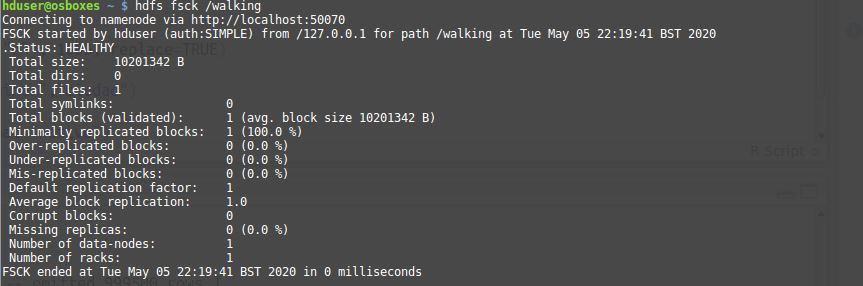 hduser@osboxes ~ $ hdfs fsck /walking
Connecting to namenode via http://localhost:50070
FSCK started by hduser (auth:SIMPLE) from /127.0.0.1 for path /walking at Tue May 05 22:19:41 BST 2020
.Status: HEALTHY
replace=TRUE)
Total size: 10201342 B
Total dirs: 0
Total files: 1
Total symlinks: 0
Total blocks (validated): 1 (avg. block size 10201342 B)
Minimally replicated blocks: 1 (100.0 %)
Over-replicated blocks: 0 (0.0 %)
Under-replicated blocks: 0 (0.0 %)
R Script
Mis-replicated blocks: 0 (0.0 %)
Default replication factor: 1
Average block replication: 1.0
Corrupt blocks: 0
Missing replicas: 0 (0.0 %)
Number of data-nodes: 1
Number of racks: 1
FSCK ended at Tue May 05 22:19:41 BST 2020 in 0 milliseconds
omitted rows